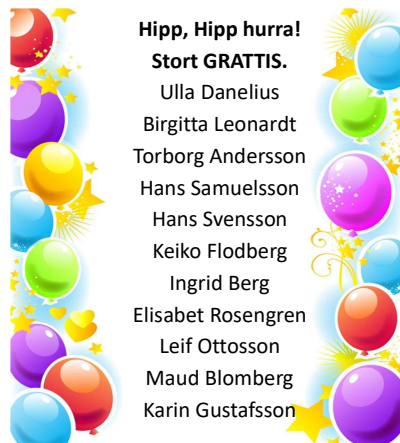 Hipp, Hipp hurra!
Stort GRATTIS.
Ulla Danelius
Birgitta Leonardt
Torborg Andersson
Hans Samuelsson
Hans Svensson
Keiko Flodberg
Ingrid Berg
Elisabet Rosengren
Leif Ottosson
Maud Blomberg
Karin Gustafsson